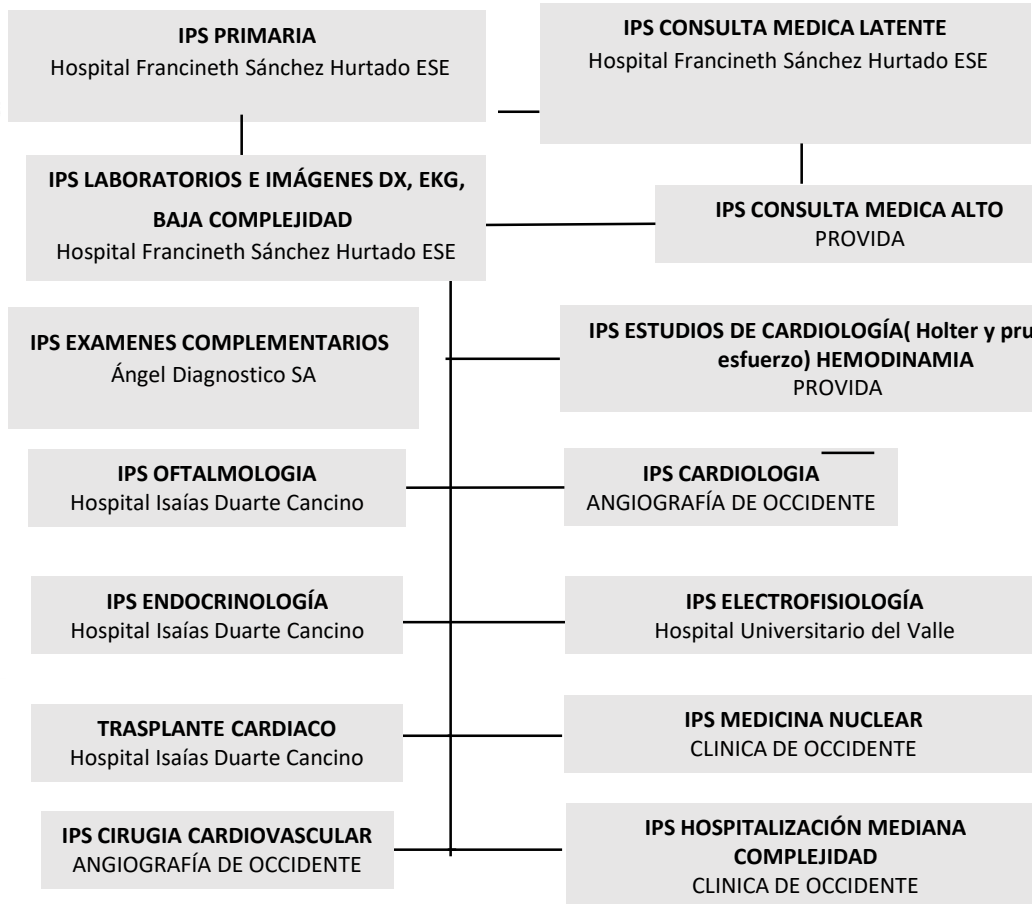 IPS PRIMARIA
Hospital Francineth Sánchez Hurtado ESE
IPS CONSULTA MEDICA LATENTE
Hospital Francineth Sánchez Hurtado ESE
IPS LABORATORIOS E IMÁGENES DX, EKG,
BAJA COMPLEJIDAD
Hospital Francineth Sánchez Hurtado ESE
IPS CONSULTA MEDICA ALTO
PROVIDA
IPS EXAMENES COMPLEMENTARIOS
Ángel Diagnostico SA
IPS ESTUDIOS DE CARDIOLOGÍA( Holter y pru
esfuerzo) HEMODINAMIA
PROVIDA
IPS OFTALMOLOGIA
Hospital Isaías Duarte Cancino
IPS CARDIOLOGIA
ANGIOGRAFÍA DE OCCIDENTE
IPS ENDOCRINOLOGÍA
Hospital Isaías Duarte Cancino
IPS ELECTROFISIOLOGÍA
Hospital Universitario del Valle
TRASPLANTE CARDIACO
Hospital Isaías Duarte Cancino
IPS MEDICINA NUCLEAR
CLINICA DE OCCIDENTE
IPS CIRUGIA CARDIOVASCULAR
ANGIOGRAFÍA DE OCCIDENTE
IPS HOSPITALIZACIÓN MEDIANA
COMPLEJIDAD
CLINICA DE OCCIDENTE